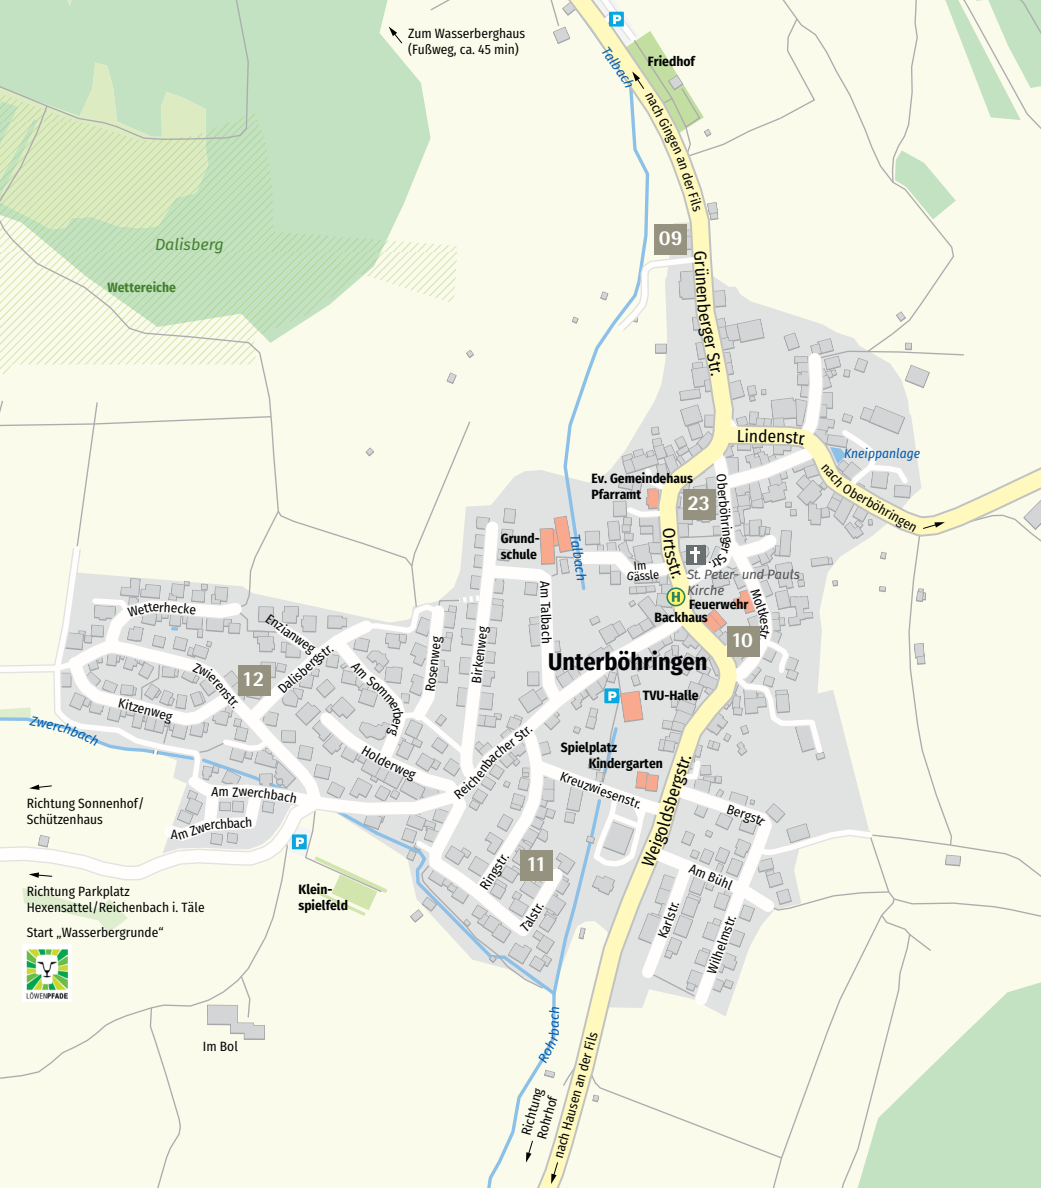 Zum Wasserberghaus
(Fußweg, ca. 45 min)
P
Talbach
Friedhof
nach Gingen an der Fils
Dalisberg
Wettereiche
09
Grünenberger Str.
Lindenstr
Kneippanlage
nach Oberböhringen
Ev. Gemeindehaus
Pfarramt
23
Oberböhringer Str.
Ortsstr.
Grund-
schule
Talbach
Im
Gässle
St. Peter- und Pauls
Kirche
H
Feuerwehr
Backhaus
Moltkestr
10
Am Talbach
Unterböhringen
Wetterhecke
Enzianweg
Dalisbergstr.
Zwierenstr.
12
Kitzenweg
Am Sommerberg
Rosenweg
Birkenweg
P
TVU-Halle
Zwerchbach
Holderweg
Reichenbacher Str.
Spielplatz
Kindergarten
Kreuzwiesenstr.
Weigoldsbergstr.
Bergstr
Richtung Sonnenhof/
Schützenhaus
Am Zwerchbach
Am Zwerchbach
P
Ringstr.
11
Am Bühl
Richtung Parkplatz
Hexensattel/Reichenbach i. Täle
Klein-
spielfeld
Talstr.
Karlstr.
Wilhelmstr.
Start „Wasserbergrunde“
LÖWENPFADE
Im Bol
Rohrbach
Richtung
Rohrhof
nach Hausen an der Fils